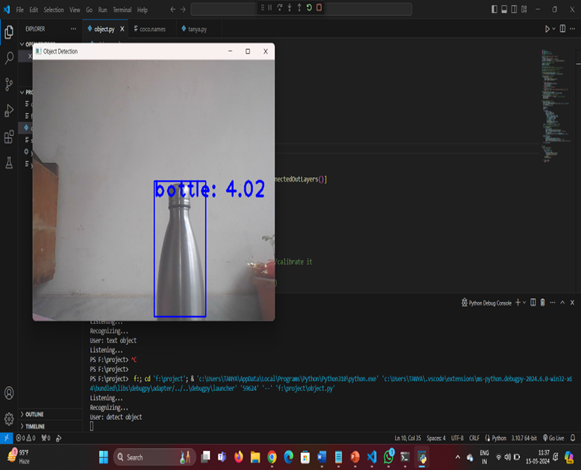 File Edit Selection View Go Run Terminal Help
EXPLORER
object.py
coco.names
tanya.py
Object Detection
bottle: 4.02
nectedOutLayers()]
/calibrate it
Python Debug Console
Listening...
Recognizing...
User: text object
Listening...
PS F:\project> ^C
PS F:\project>
PS F:\project> f:; cd 'f:\project'; & 'c:\Users\TANYA\AppData\Local\Programs\Python\Python310\python.exe' 'c:\Users\TANYA\.vscode\extensions\ms-python.debugpy-2024.6.0-win32-x6
4\bundled\libs\debugpy\adapter/../..\debugpy\launcher' '59624' '--' 'f:\project\object.py'
Listening...
Recognizing...
User: detect object
OUTLINE
TIMELINE
Ln 10, Col 35 Spaces: 4 UTF-8 CRLF Python 3.10.7 64-bit Go Live
95°F
Haze
Search
ENG
IN
11:37
15-05-2024